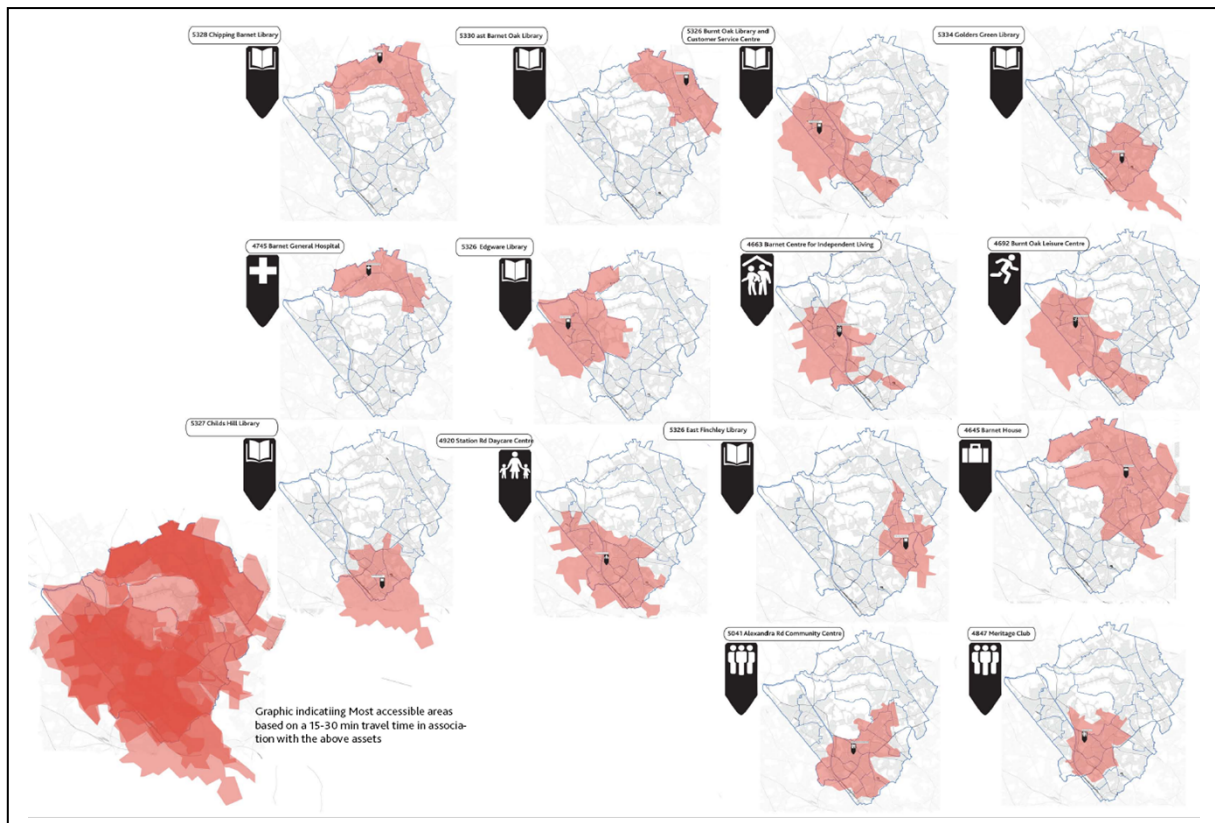 5328 Chipping Barnet Library
5330 ast Barnet Oak Library
5326 Burnt Oak Library and
Customer Service Centre
5334 Golders Green Library
4745 Barnet General Hospital
5326 Edgware Library
4663 Barnet Centre for Independent Living
4692 Burnt Oak Leisure Centre
5327 Childs Hill Library
4920 Station Rd Daycare Centre
5326 East Finchley Library
4645 Barnet House
5041 Alexandra Rd Community Centre
4847 Meritage Club
Graphic indicatiing Most accessible areas
based on a 15-30 min travel time in associa-
tion with the above assets